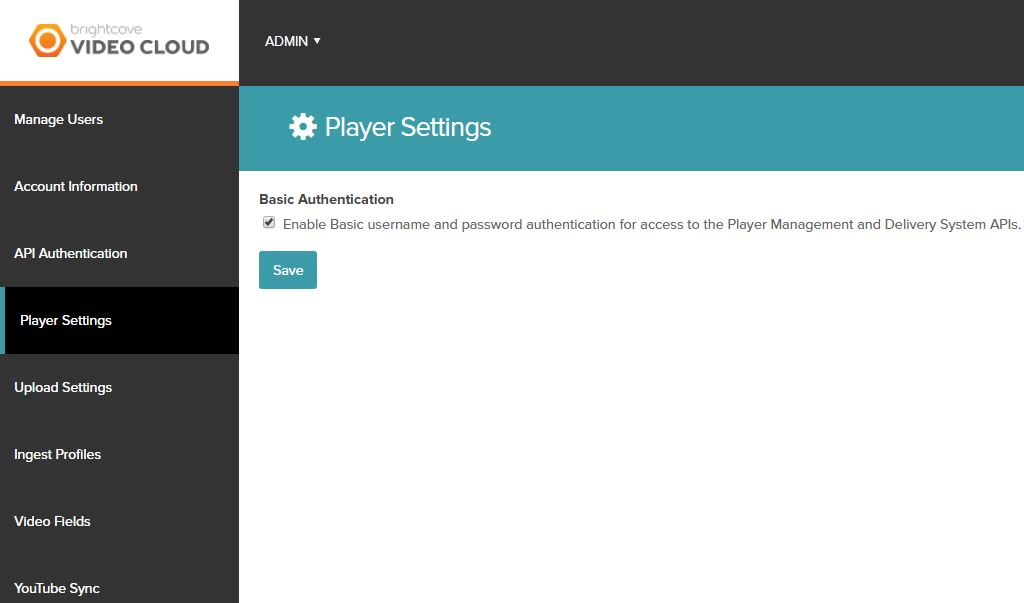 brightcove
VIDEO CLOUD
ADMIN
Manage Users
Player Settings
Account Information
Basic Authentication
Enable Basic username and password authentication for access to the Player Management and Delivery System APIs.
API Authentication
Save
Player Settings
Upload Settings
Ingest Profiles
Video Fields
YouTube Sync